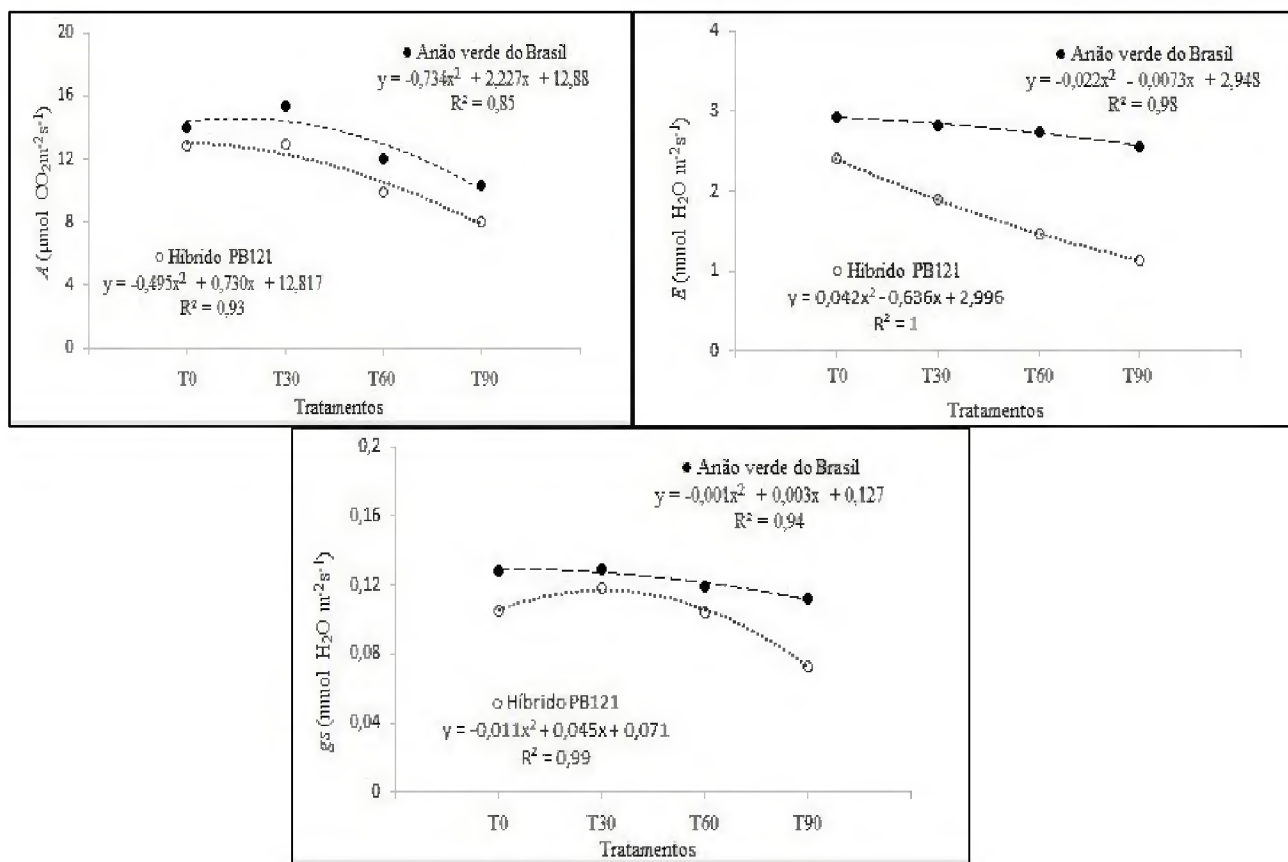 20
16
12
8
4
0
A (µmol CO₂m⁻²s⁻¹)
Anão verde do Brasil
y = -0,734x² + 2,227x + 12,88
R² = 0,85
Híbrido PB121
y = -0,495x² + 0,730x + 12,817
R² = 0,93
T0 T30 T60 T90
Tratamentos
4
3
2
1
0
E (mmol H₂O m⁻²s⁻¹)
Anão verde do Brasil
y = -0,022x² - 0,0073x + 2,948
R² = 0,98
Híbrido PB121
y = 0,042x² - 0,636x + 2,996
R² = 1
T0 T30 T60 T90
Tratamentos
0,2
0,16
0,12
0,08
0,04
0
gs (mmol H₂O m⁻²s⁻¹)
Anão verde do Brasil
y = -0,001x² + 0,003x + 0,127
R² = 0,94
Híbrido PB121
y = -0,011x² + 0,045x + 0,071
R² = 0,99
T0 T30 T60 T90
Tratamentos